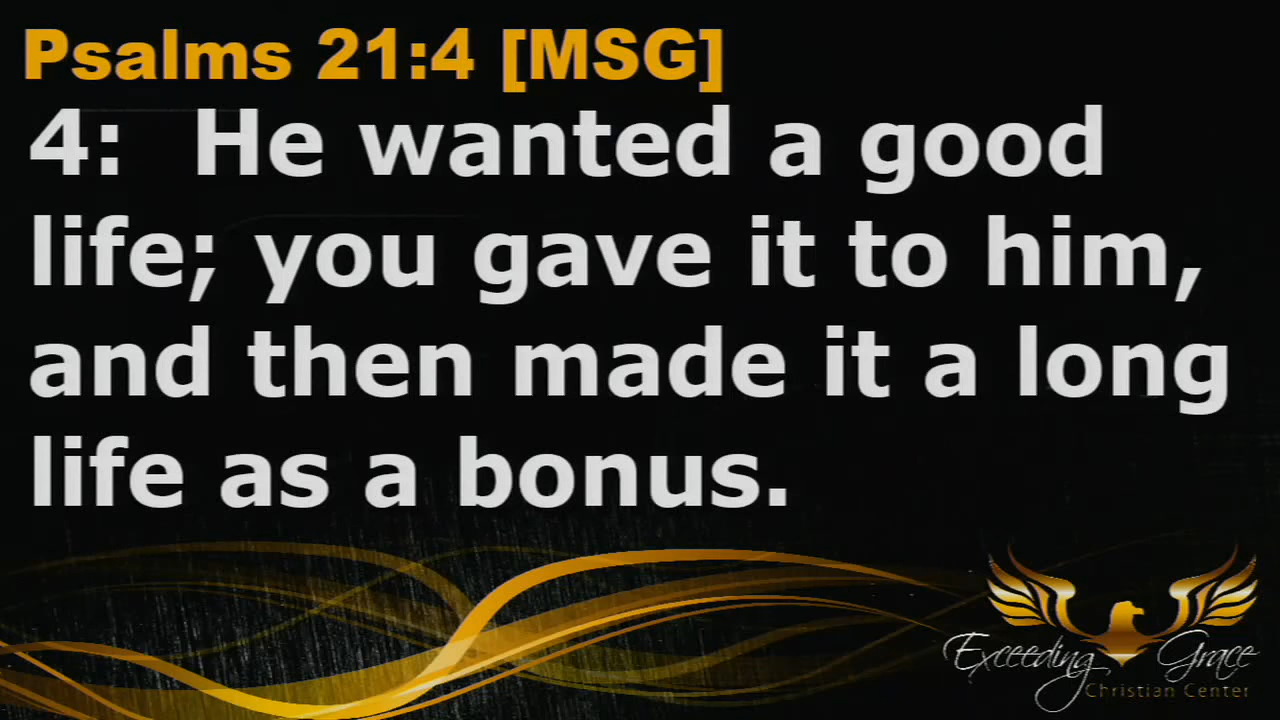 Psalms 21:4 [MSG]
4: He wanted a good
life; you gave it to him,
and then made it a long
life as a bonus.
Exceeding Grace
Christian Center